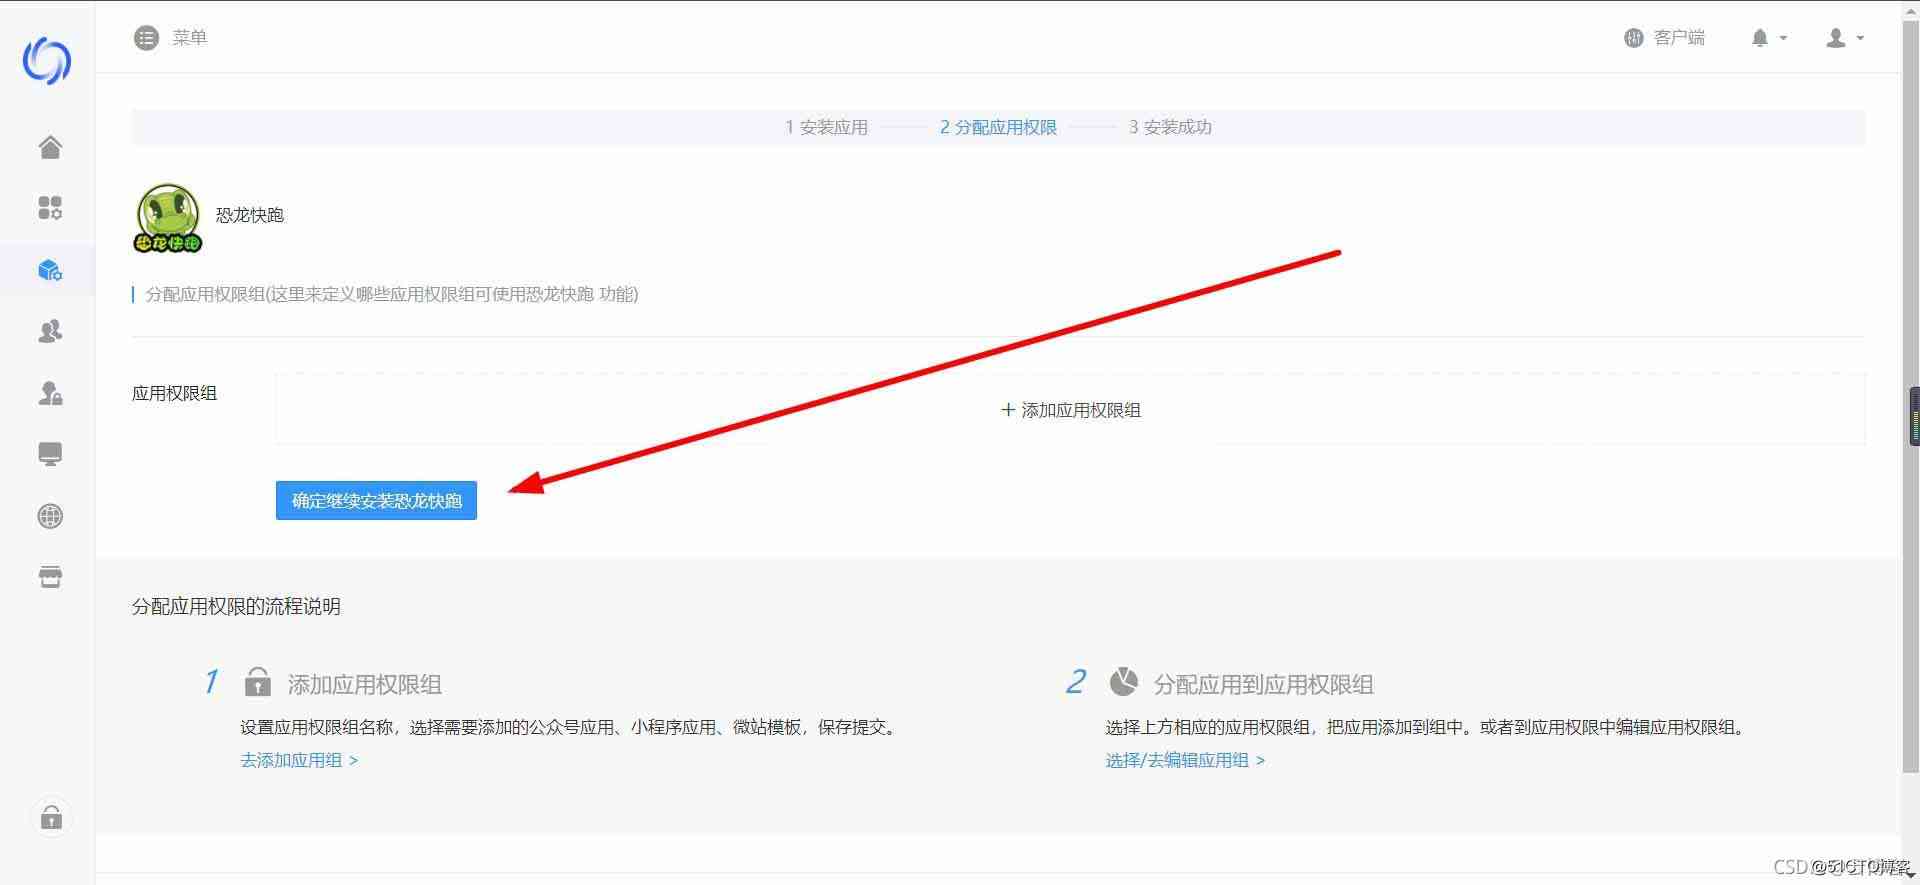 菜单
客户端
1 安装应用
2 分配应用权限
3 安装成功
恐龙快跑
恐龙快跑
分配应用权限组(这里来定义哪些应用权限组可使用恐龙快跑 功能)
应用权限组
+ 添加应用权限组
确定继续安装恐龙快跑
分配应用权限的流程说明
1 添加应用权限组
设置应用权限组名称，选择需要添加的公众号应用、小程序应用、微站模板，保存提交。
去添加应用组 >
2 分配应用到应用权限组
选择上方相应的应用权限组，把应用添加到组中。或者到应用权限中编辑应用权限组。
选择/去编辑应用组 >
@51CTO博客